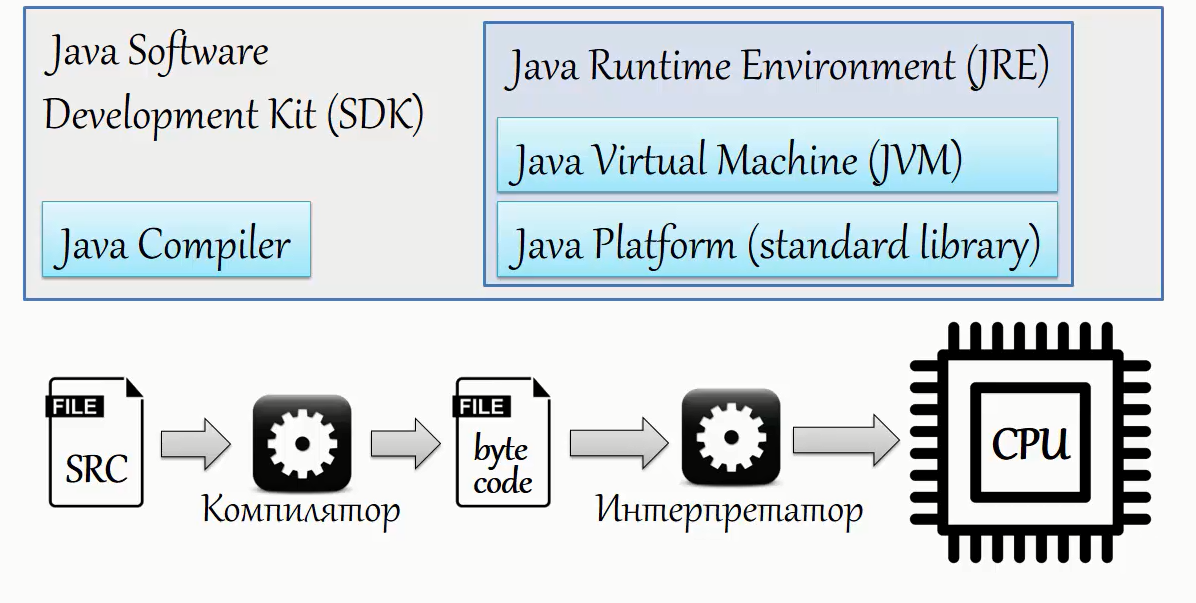 Java Software
Development Kit (SDK)
Java Compiler
Java Runtime Environment (JRE)
Java Virtual Machine (JVM)
Java Platform (standard library)
FILE
SRC
Компилятор
FILE
byte
code
Интерпретатор
CPU